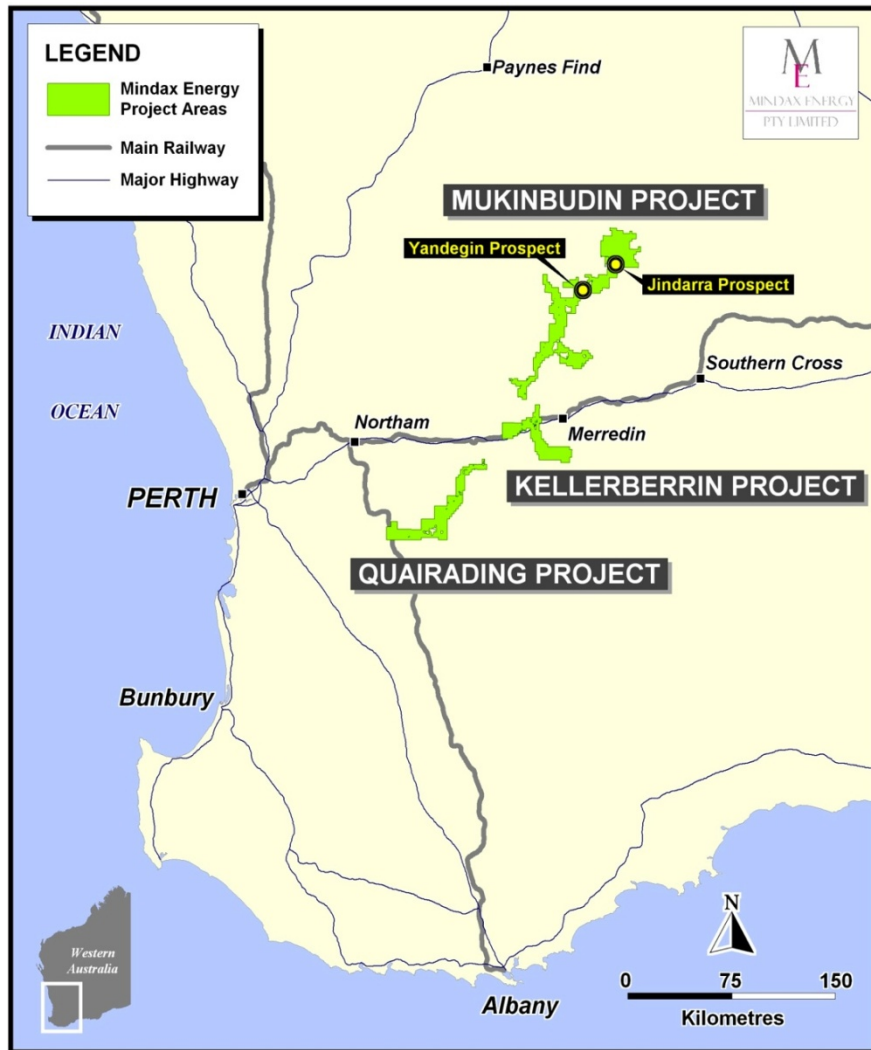 LEGEND
Mindax Energy
Project Areas
Main Railway
Major Highway
Paynes Find
ME
MINDAX ENERGY
PTY LIMITED
MUKINBUDIN PROJECT
Yandegin Prospect
Jindarra Prospect
INDIAN
OCEAN
Southern Cross
Northam
Merredin
PERTH
KELLERBERRIN PROJECT
QUAIRADING PROJECT
Bunbury
Albany
Western
Australia
N
0 75 150
Kilometres